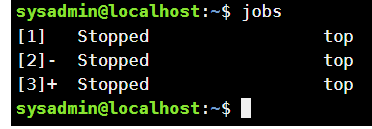 sysadmin@localhost:~$ jobs
[1]   Stopped                 top
[2]-  Stopped                 top
[3]+  Stopped                 top
sysadmin@localhost:~$